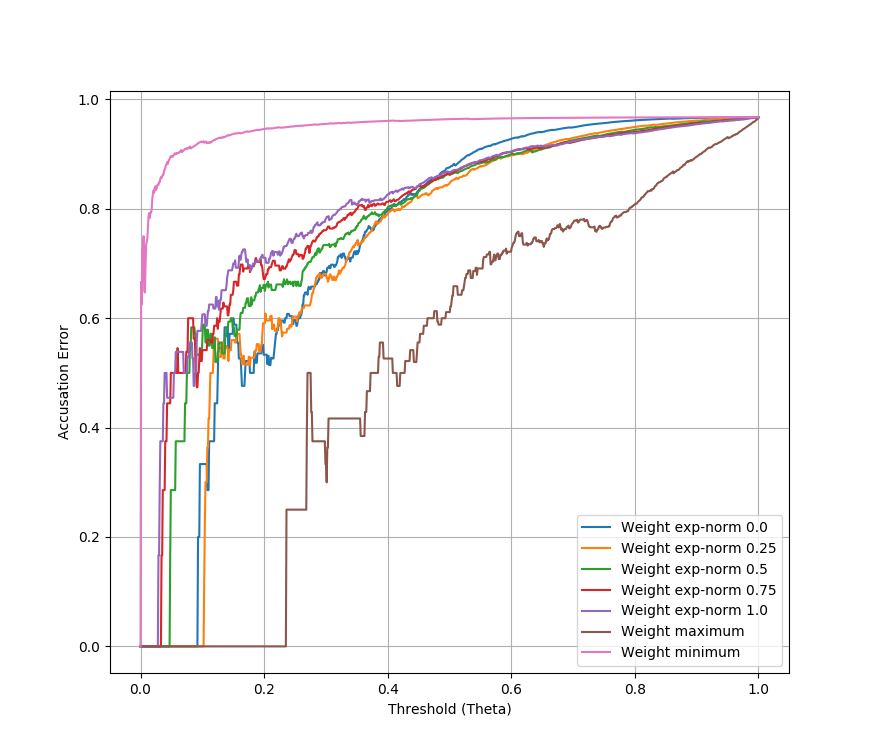 1.0
0.8
0.6
0.4
0.2
0.0
Accusation Error
0.0 0.2 0.4 0.6 0.8 1.0
Threshold (Theta)
Weight exp-norm 0.0
Weight exp-norm 0.25
Weight exp-norm 0.5
Weight exp-norm 0.75
Weight exp-norm 1.0
Weight maximum
Weight minimum